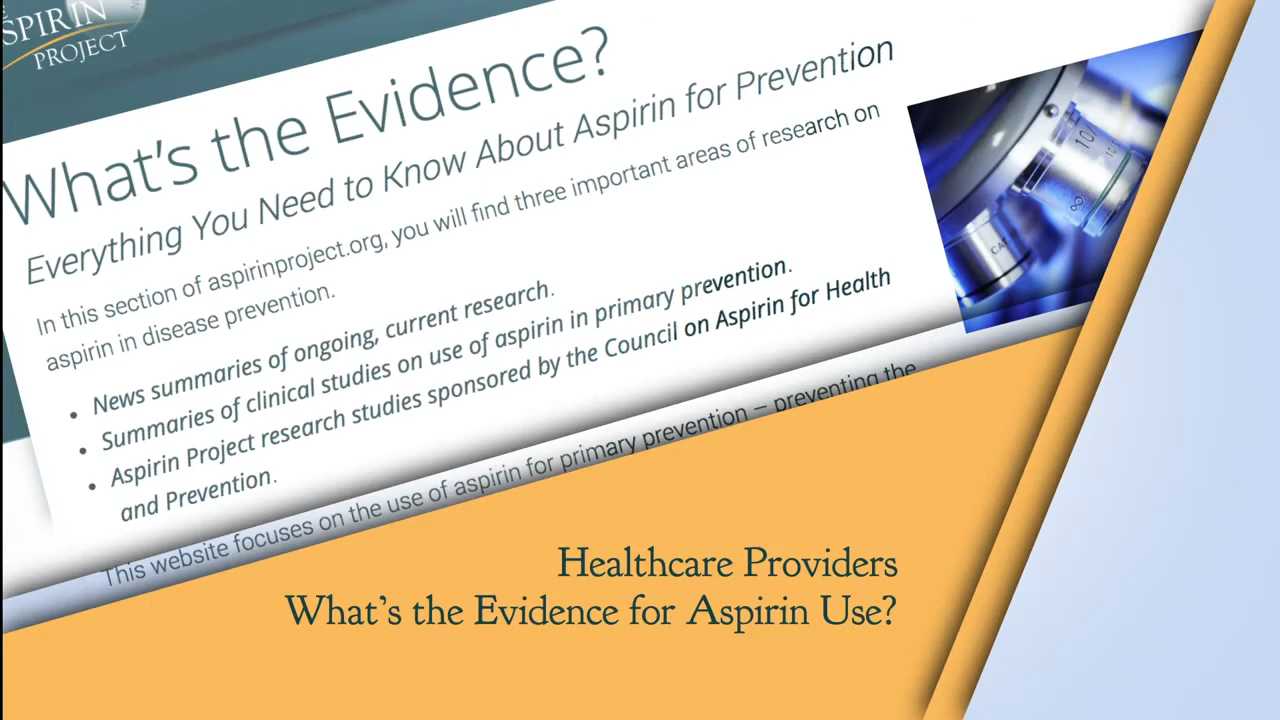 SPIRIN
PROJECT
What's the Evidence?
Everything You Need to Know About Aspirin for Prevention
In this section of aspirinproject.org, you will find three important areas of research on
aspirin in disease prevention.
• News summaries of ongoing, current research.
• Summaries of clinical studies on use of aspirin in primary prevention.
• Aspirin Project research studies sponsored by the Council on Aspirin for Health
and Prevention.
This website focuses on the use of aspirin for primary prevention – preventing the
10/
Healthcare Providers
What's the Evidence for Aspirin Use?